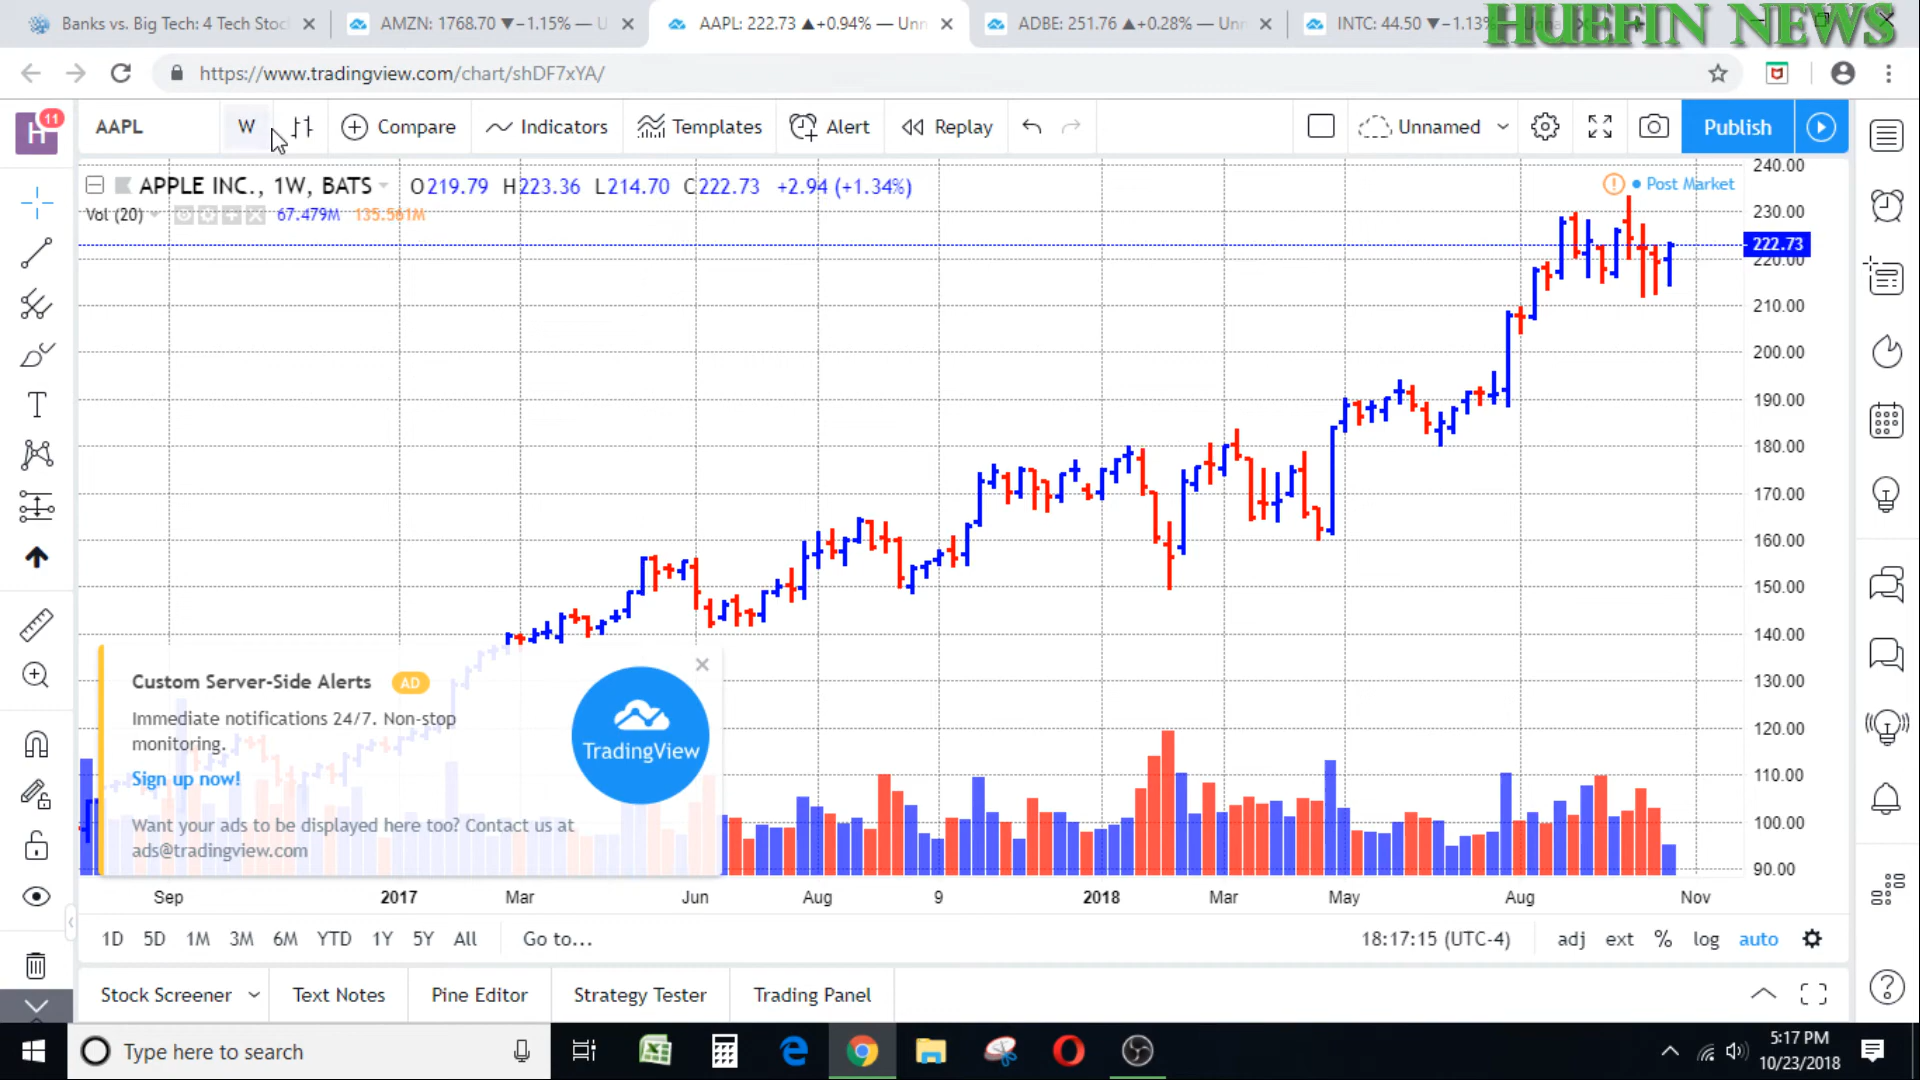 Banks vs. Big Tech: 4 Tech Stoc
AMZN: 1768.70 ▼−1.15% — U
AAPL: 222.73 ▲+0.94% — Unn
ADBE: 251.76 ▲+0.28% — Unn
INTC: 44.50 ▼−1.13%
HUEFIN NEWS
https://www.tradingview.com/chart/shDF7xYA/
H
11
AAPL
W
Compare
Indicators
Templates
Alert
Replay
Unnamed
Publish
APPLE INC., 1W, BATS
O219.79 H223.36 L214.70 C222.73 +2.94 (+1.34%)
Post Market
Vol (20)
67.479M 135.561M
240.00
230.00
222.73
220.00
210.00
200.00
190.00
180.00
170.00
160.00
150.00
140.00
130.00
120.00
110.00
100.00
90.00
T
Custom Server-Side Alerts AD
Immediate notifications 24/7. Non-stop
monitoring.
Sign up now!
Want your ads to be displayed here too? Contact us at
ads@tradingview.com
TradingView
Sep 2017 Mar Jun Aug 9 2018 Mar May Aug Nov
1D 5D 1M 3M 6M YTD 1Y 5Y All Go to...
18:17:15 (UTC-4) adj ext % log auto
Stock Screener Text Notes Pine Editor Strategy Tester Trading Panel
Type here to search
5:17 PM
10/23/2018